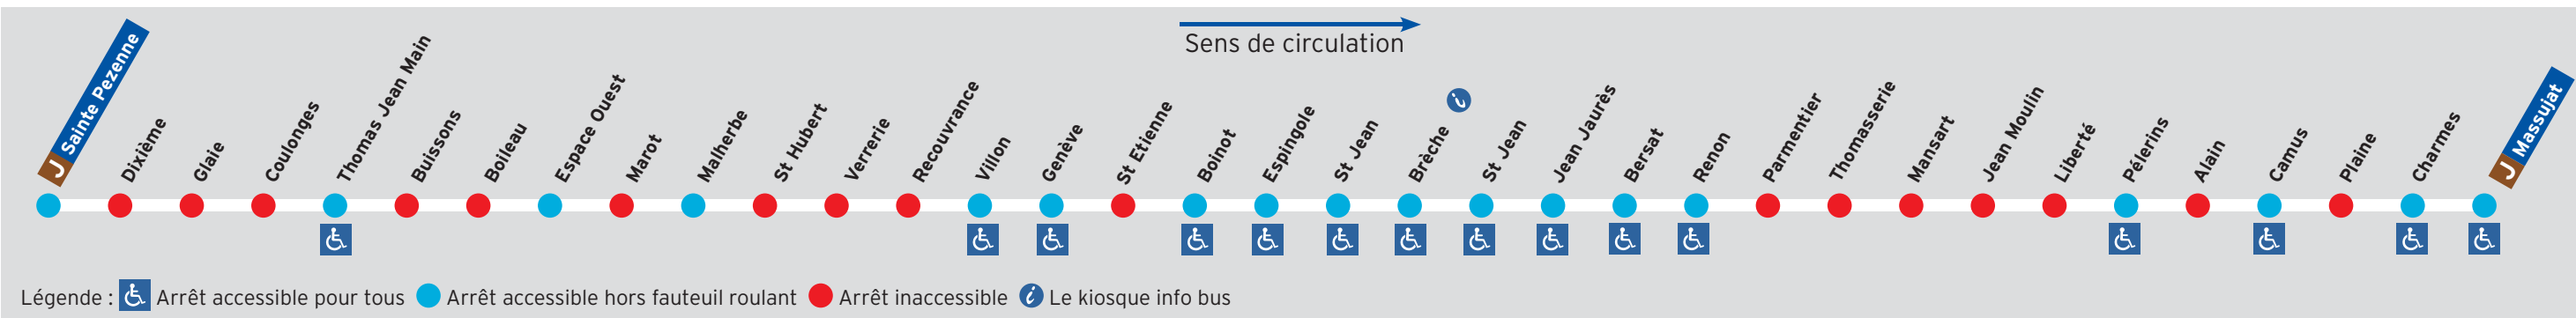 Sens de circulation
J Sainte Pezenne
Dixième
Glaie
Coulonges
Thomas Jean Main
Buissons
Boileau
Espace Ouest
Marot
Malherbe
St Hubert
Verrerie
Recouvrance
Villon
Genève
St Etienne
Boinot
Espingole
St Jean
Brèche
i
St Jean
Jean Jaurès
Bersat
Renon
Parmentier
Thomasserie
Mansart
Jean Moulin
Liberté
Pélerins
Alain
Camus
Plaine
Charmes
J Massujat
Légende : Arrêt accessible pour tous Arrêt accessible hors fauteuil roulant Arrêt inaccessible i Le kiosque info bus